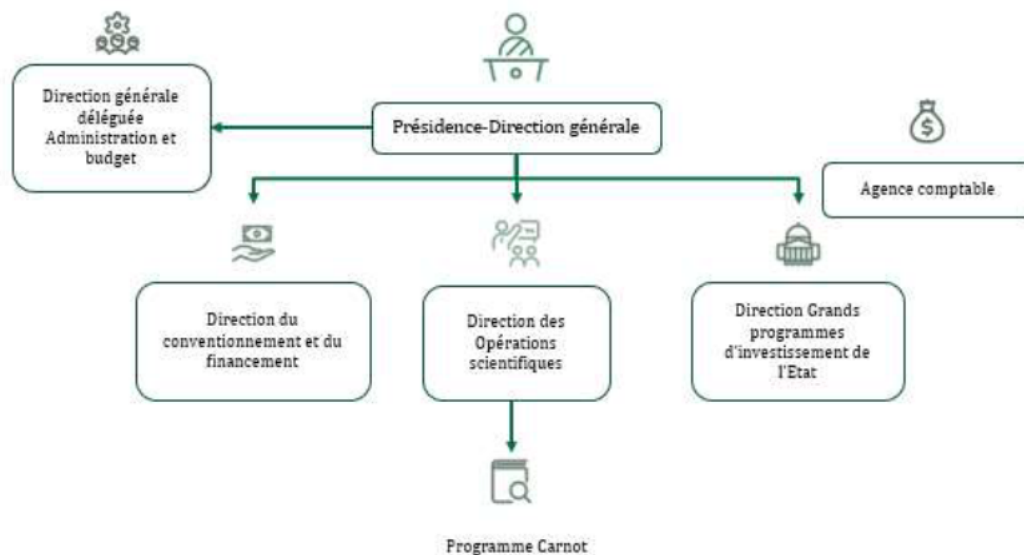 Direction générale
déléguée
Administration et
budget
Présidence-Direction générale
Agence comptable
Direction du
conventionnement et du
financement
Direction des
Opérations
scientifiques
Direction Grands
programmes
d'investissement de
l'Etat
Programme Carnot